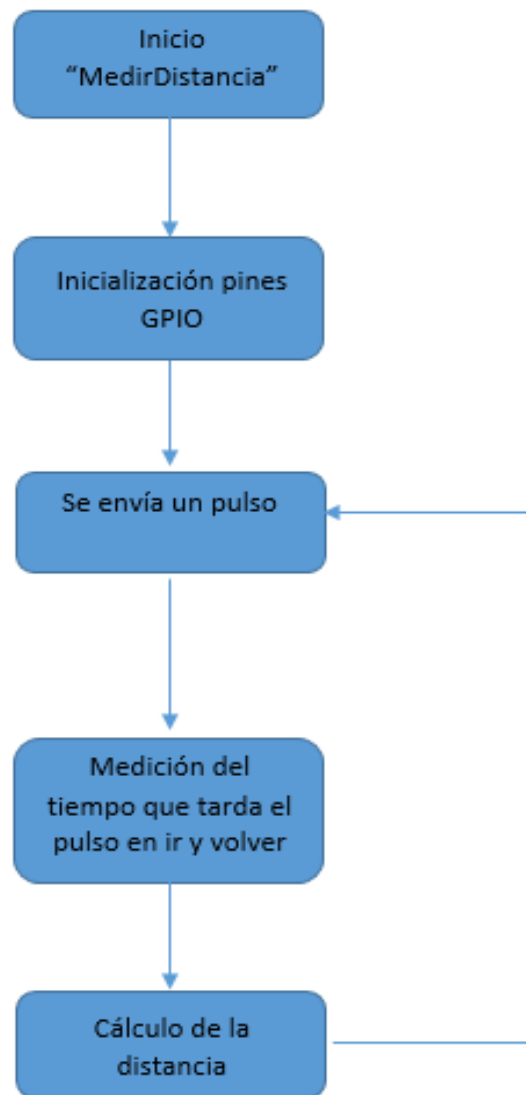 Inicio
“MedirDistancia”
Inicialización pines
GPIO
Se envía un pulso
Medición del
tiempo que tarda el
pulso en ir y volver
Cálculo de la
distancia